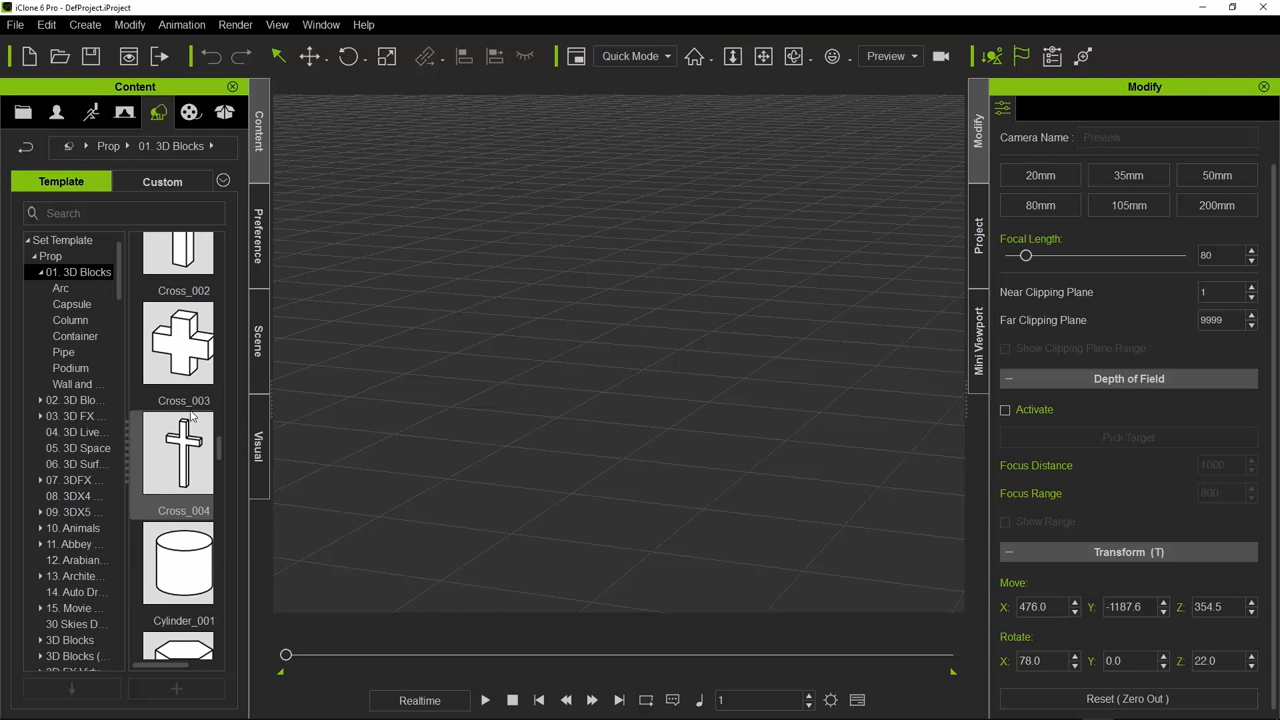 iClone 6 Pro - DefProject.iProject
File Edit Create Modify Animation Render View Window Help
Quick Mode
Preview
Content
Prop 01. 3D Blocks
Template Custom
Search
Set Template
Prop
01. 3D Blocks
Arc
Capsule
Column
Container
Pipe
Podium
Wall and ...
02. 3D Blo...
03. 3D FX ...
04. 3D Live...
05. 3D Space
06. 3D Surf...
07. 3DFX ...
08. 3DX4 ...
09. 3DX5 ...
10. Animals
11. Abbey ...
12. Arabian...
13. Archite...
14. Auto Dr...
15. Movie ...
30 Skies D...
3D Blocks
3D Blocks (...
Cross_002
Cross_003
Cross_004
Cylinder_001
Content
Preference
Scene
Visual
Realtime
1
Modify
Project
Mini Viewport
Modify
Camera Name : Preview
20mm 35mm 50mm
80mm 105mm 200mm
Focal Length:
80
Near Clipping Plane 1
Far Clipping Plane 9999
Show Clipping Plane Range
Depth of Field
Activate
Pick Target
Focus Distance 1000
Focus Range 800
Show Range
Transform (T)
Move:
X: 476.0 Y: -1187.6 Z: 354.5
Rotate:
X: 78.0 Y: 0.0 Z: 22.0
Reset ( Zero Out )